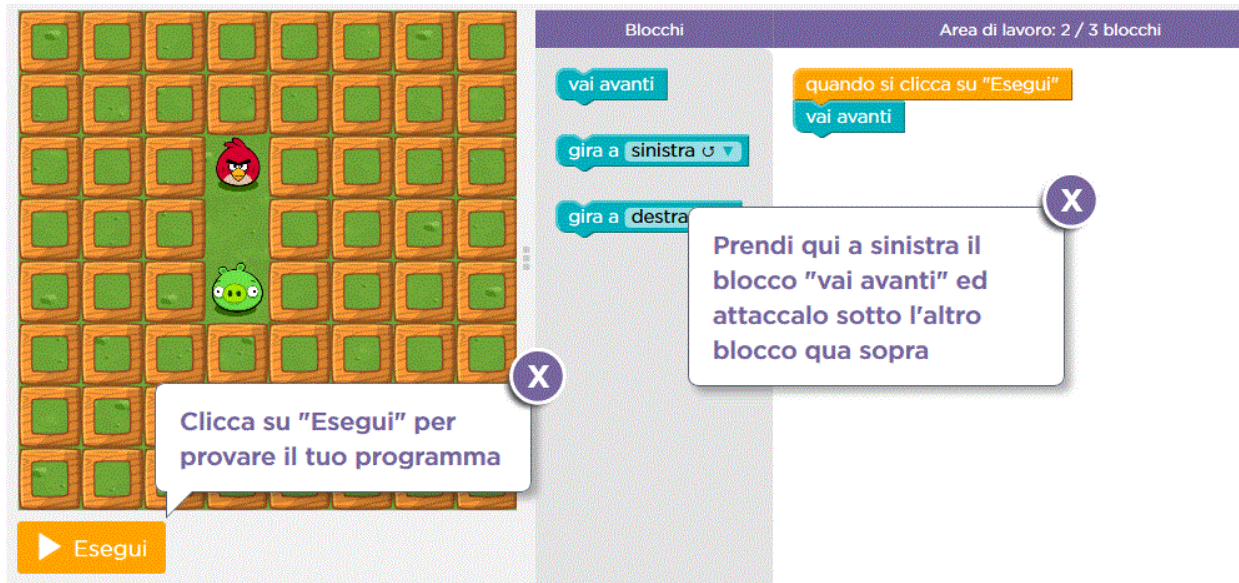 Blocchi
Area di lavoro: 2 / 3 blocchi
vai avanti
gira a sinistra ↺ ▼
gira a destra
quando si clicca su "Esegui"
vai avanti
X
Prendi qui a sinistra il
blocco "vai avanti" ed
attaccalo sotto l'altro
blocco qua sopra
X
Clicca su "Esegui" per
provare il tuo programma
Esegui